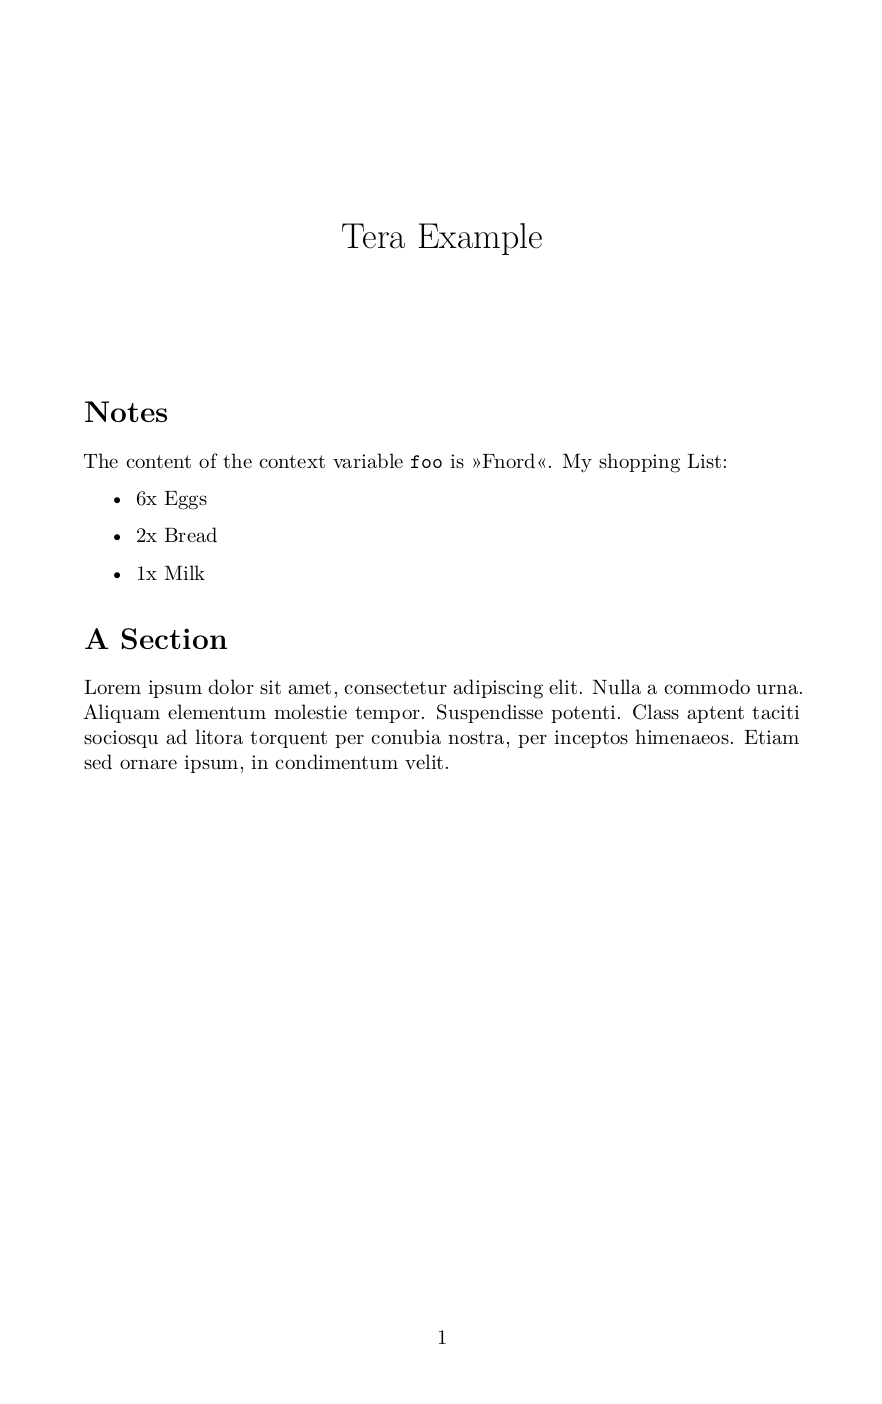 Tera Example
Notes
The content of the context variable foo is »Fnord«. My shopping List:
• 6x Eggs
• 2x Bread
• 1x Milk
A Section
Lorem ipsum dolor sit amet, consectetur adipiscing elit. Nulla a commodo urna.
Aliquam elementum molestie tempor. Suspendisse potenti. Class aptent taciti
sociosqu ad litora torquent per conubia nostra, per inceptos himenaeos. Etiam
sed ornare ipsum, in condimentum velit.
1